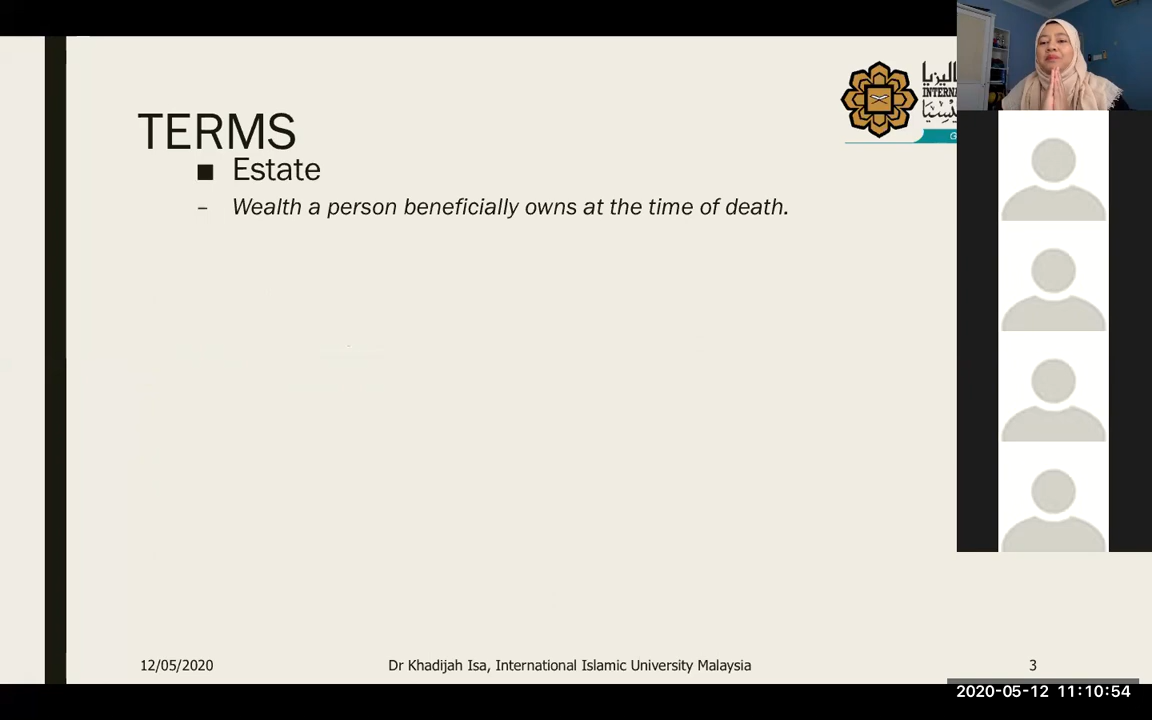 TERMS
■ Estate
– Wealth a person beneficially owns at the time of death.
12/05/2020
Dr Khadijah Isa, International Islamic University Malaysia
3
2020-05-12 11:10:54